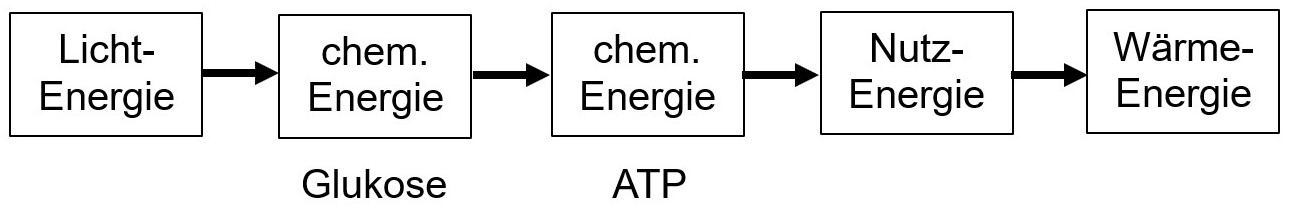 Licht-
Energie
chem.
Energie
chem.
Energie
Nutz-
Energie
Wärme-
Energie
Glukose
ATP